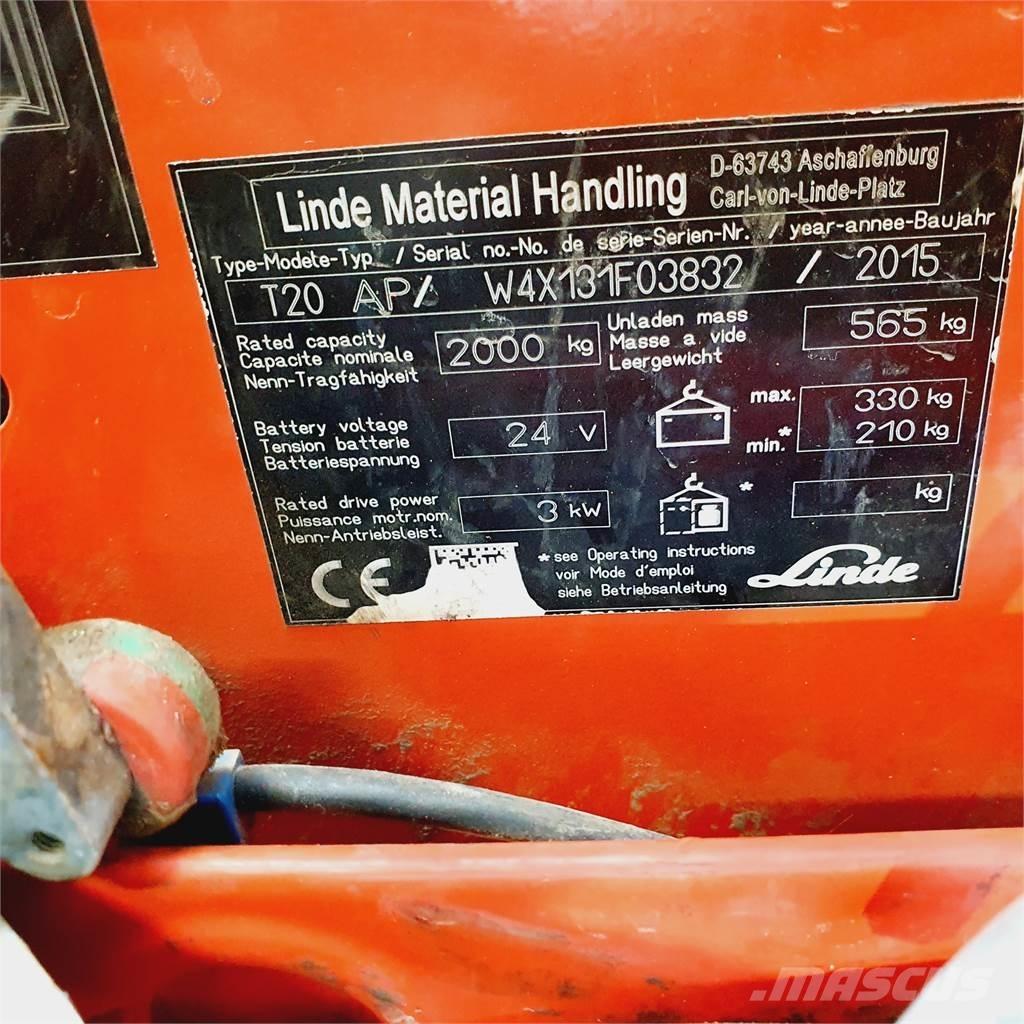 Linde Material Handling
D-63743 Aschaffenburg
Carl-von-Linde-Platz
Type-Modele-Typ / Serial no.-No. de serie-Serien-Nr. / year-annee-Baujahr
T20 AP/ W4X131F03832 / 2015
Rated capacity
Capacite nominale
Nenn-Tragfähigkeit
2000 kg
Unladen mass
Masse a vide
Leergewicht
565 kg
Battery voltage
Tension batterie
Batteriespannung
24 V
max. 330 kg
min.* 210 kg
Rated drive power
Puissance motr.nom.
Nenn-Antriebsleist.
3 kW
* kg
CE
* see Operating instructions
voir Mode d'emploi
siehe Betriebsanleitung
Linde
MASCUS